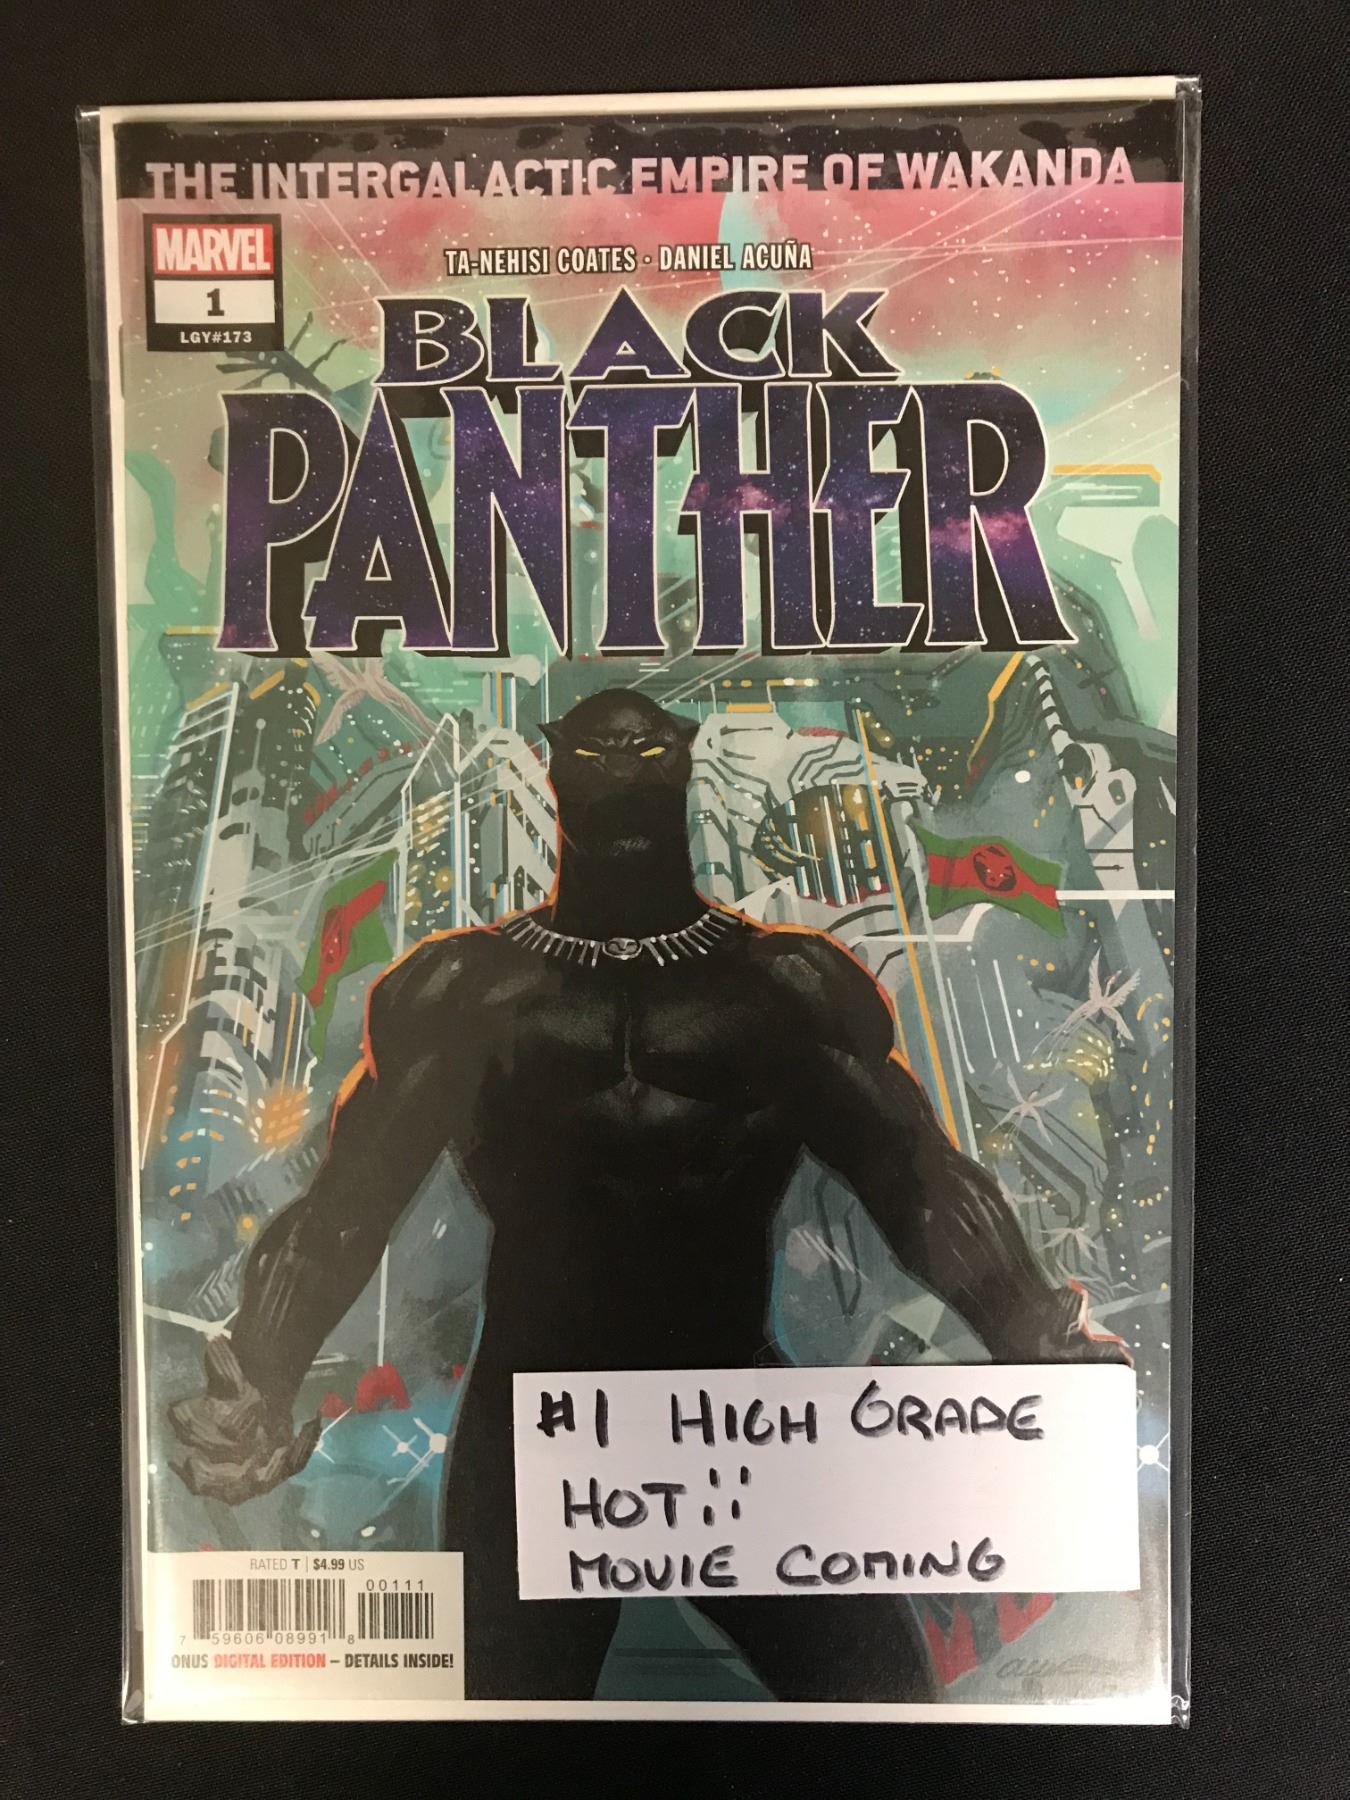 THE INTERGALACTIC EMPIRE OF WAKANDA
MARVEL
1
LGY#173
TA-NEHISI COATES · DANIEL ACUÑA
BLACK
PANTHER
#1 HIGH GRADE
HOT!!
MOVIE COMING
RATED T | $4.99 US
00111
7 59606 08991 8
ONUS DIGITAL EDITION – DETAILS INSIDE!